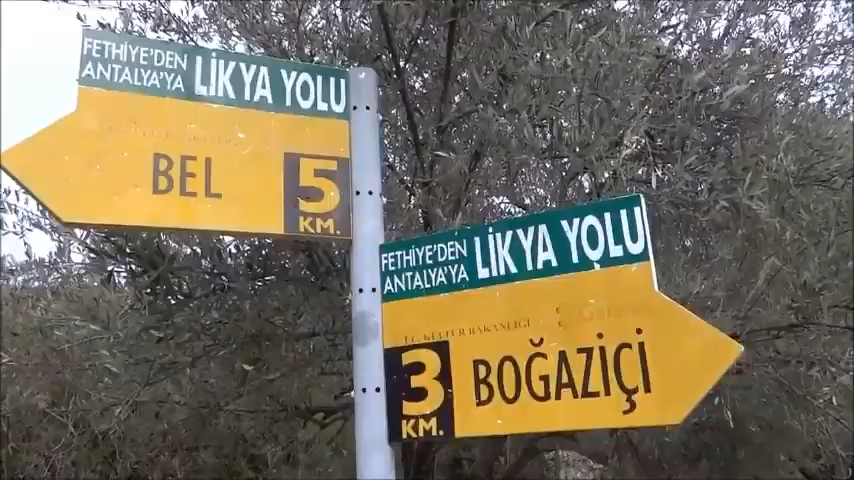 FETHİYE'DEN
ANTALYA'YA
LİKYA YOLU
BEL
5
KM.
FETHİYE'DEN
ANTALYA'YA
LİKYA YOLU
T.C. KÜLTÜR BAKANLIĞI
3
KM.
BOĞAZİÇİ